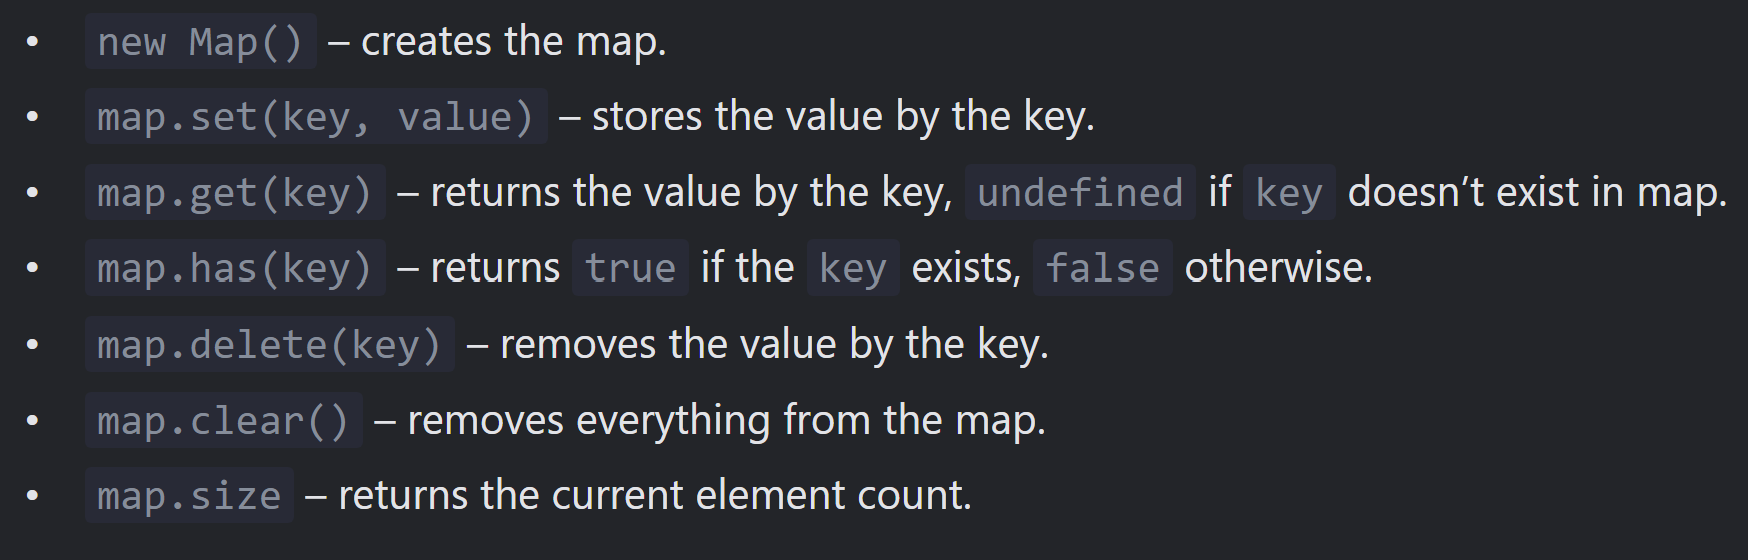 • new Map() – creates the map.
• map.set(key, value) – stores the value by the key.
• map.get(key) – returns the value by the key, undefined if key doesn’t exist in map.
• map.has(key) – returns true if the key exists, false otherwise.
• map.delete(key) – removes the value by the key.
• map.clear() – removes everything from the map.
• map.size – returns the current element count.